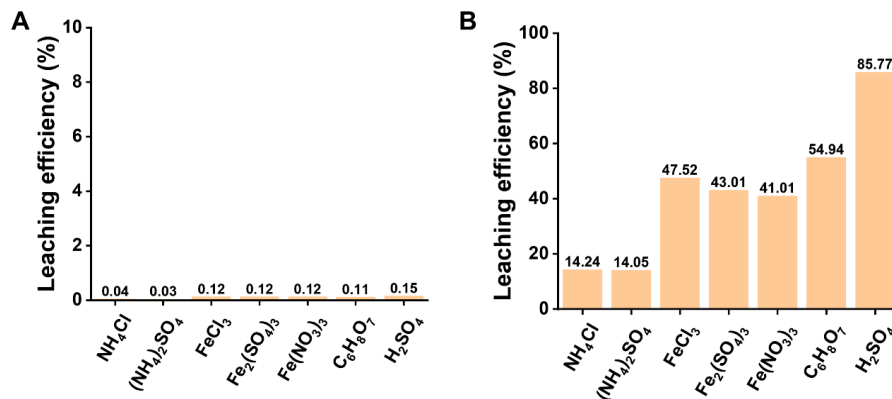 A
Leaching efficiency (%)
10
8
6
4
2
0
0.04
0.03
0.12
0.12
0.12
0.11
0.15
NH₄Cl
(NH₄)₂SO₄
FeCl₃
Fe₂(SO₄)₃
Fe(NO₃)₃
C₆H₈O₇
H₂SO₄
B
Leaching efficiency (%)
100
80
60
40
20
0
14.24
14.05
47.52
43.01
41.01
54.94
85.77
NH₄Cl
(NH₄)₂SO₄
FeCl₃
Fe₂(SO₄)₃
Fe(NO₃)₃
C₆H₈O₇
H₂SO₄